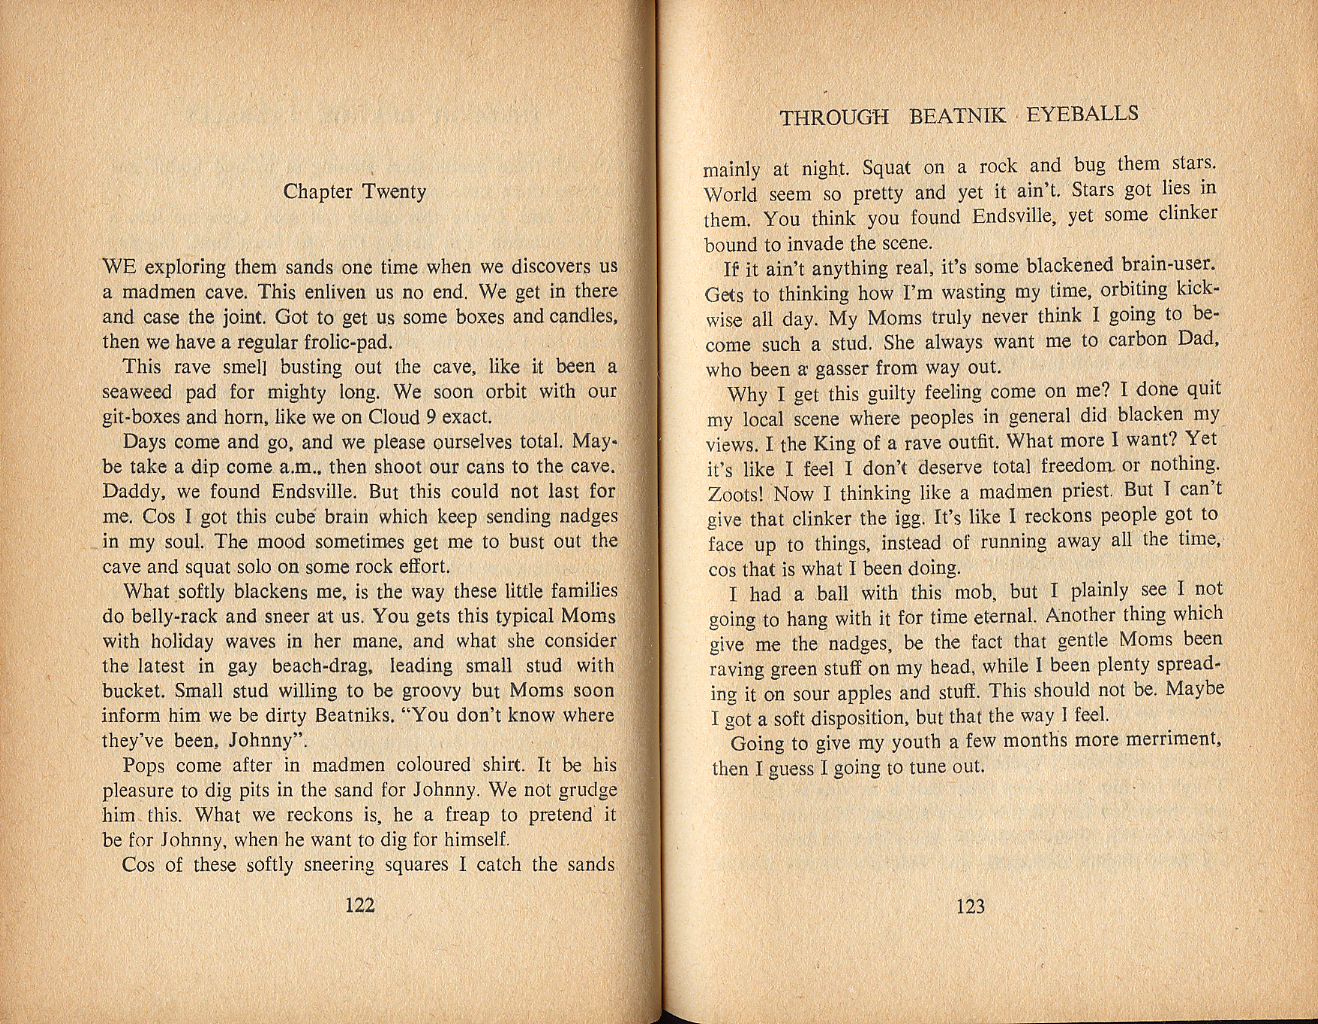 Chapter Twenty
WE exploring them sands one time when we discovers us
a madmen cave. This enliven us no end. We get in there
and case the joint. Got to get us some boxes and candles,
then we have a regular frolic-pad.
This rave smell busting out the cave, like it been a
seaweed pad for mighty long. We soon orbit with our
git-boxes and horn, like we on Cloud 9 exact.
Days come and go, and we please ourselves total. May-
be take a dip come a.m., then shoot our cans to the cave.
Daddy, we found Endsville. But this could not last for
me. Cos I got this cube brain which keep sending nadges
in my soul. The mood sometimes get me to bust out the
cave and squat solo on some rock effort.
What softly blackens me, is the way these little families
do belly-rack and sneer at us. You gets this typical Moms
with holiday waves in her mane, and what she consider
the latest in gay beach-drag, leading small stud with
bucket. Small stud willing to be groovy but Moms soon
inform him we be dirty Beatniks. “You don't know where
they've been, Johnny”.
Pops come after in madmen coloured shirt. It be his
pleasure to dig pits in the sand for Johnny. We not grudge
him this. What we reckons is, he a freap to pretend it
be for Johnny, when he want to dig for himself.
Cos of these softly sneering squares I catch the sands
122
THROUGH BEATNIK EYEBALLS
mainly at night. Squat on a rock and bug them stars.
World seem so pretty and yet it ain't. Stars got lies in
them. You think you found Endsville, yet some clinker
bound to invade the scene.
If it ain't anything real, it's some blackened brain-user.
Gets to thinking how I'm wasting my time, orbiting kick-
wise all day. My Moms truly never think I going to be-
come such a stud. She always want me to carbon Dad,
who been a gasser from way out.
Why I get this guilty feeling come on me? I done quit
my local scene where peoples in general did blacken my
views. I the King of a rave outfit. What more I want? Yet
it's like I feel I don't deserve total freedom or nothing.
Zoots! Now I thinking like a madmen priest. But I can't
give that clinker the igg. It's like I reckons people got to
face up to things, instead of running away all the time,
cos that is what I been doing.
I had a ball with this mob, but I plainly see I not
going to hang with it for time eternal. Another thing which
give me the nadges, be the fact that gentle Moms been
raving green stuff on my head, while I been plenty spread-
ing it on sour apples and stuff. This should not be. Maybe
I got a soft disposition, but that the way I feel.
Going to give my youth a few months more merriment,
then I guess I going to tune out.
123